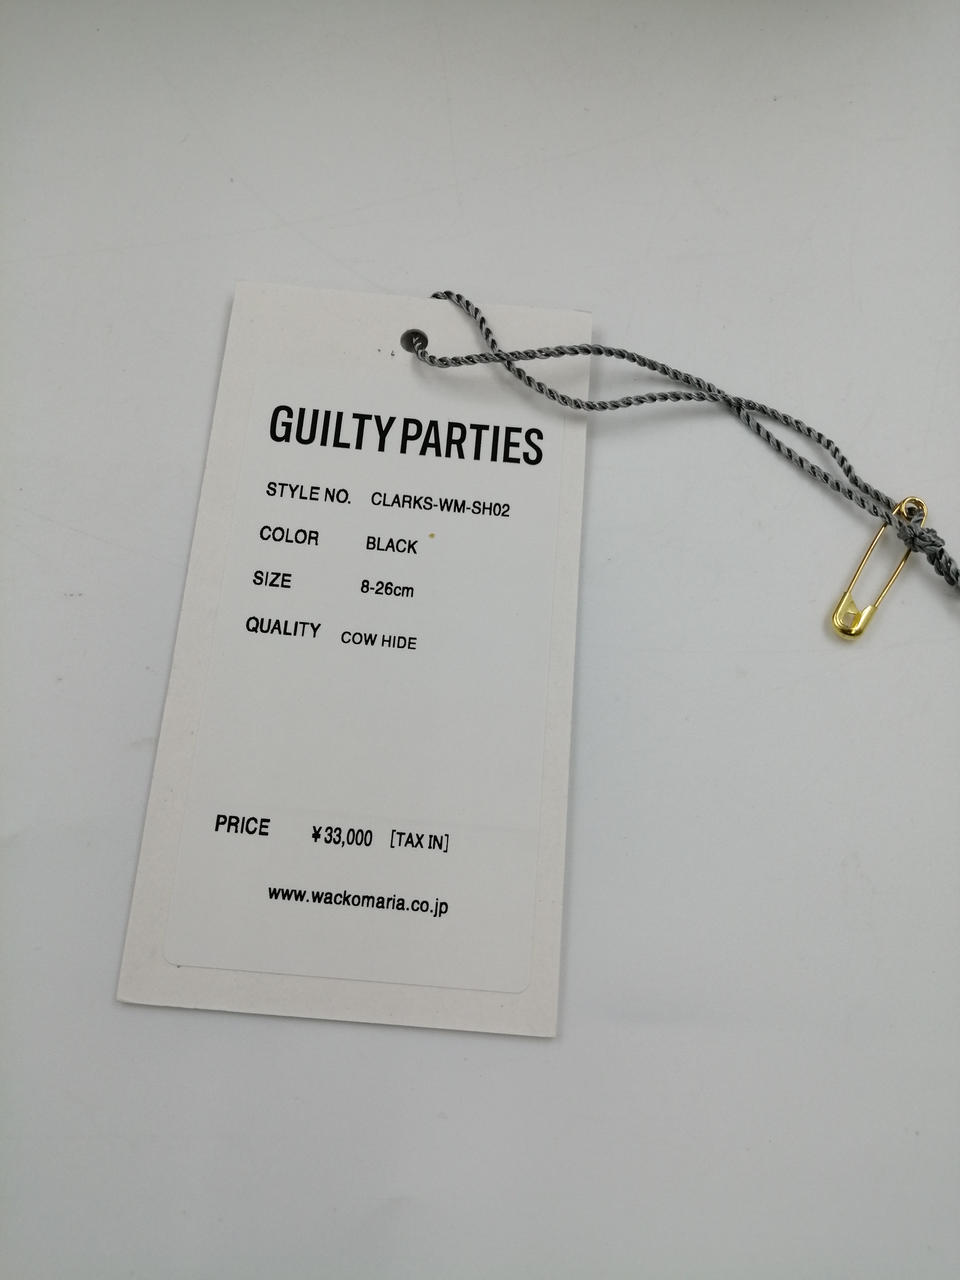 GUILTY PARTIES
STYLE NO. CLARKS-WM-SH02
COLOR BLACK
SIZE 8-26cm
QUALITY COW HIDE
PRICE ¥33,000 [TAX IN]
www.wackomaria.co.jp